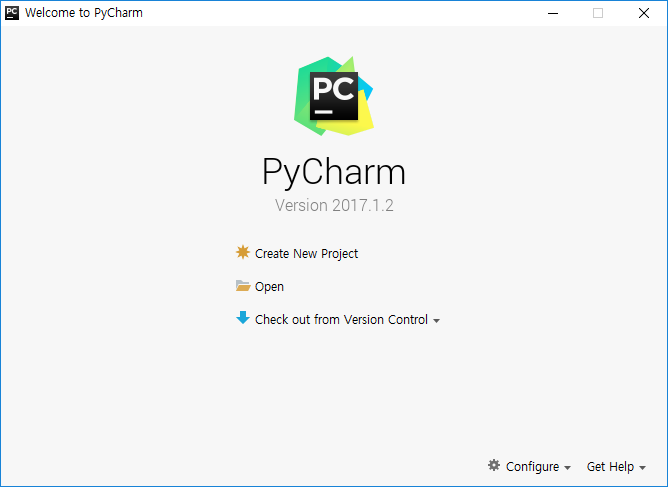 PC Welcome to PyCharm
PC
PyCharm
Version 2017.1.2
Create New Project
Open
Check out from Version Control
Configure Get Help